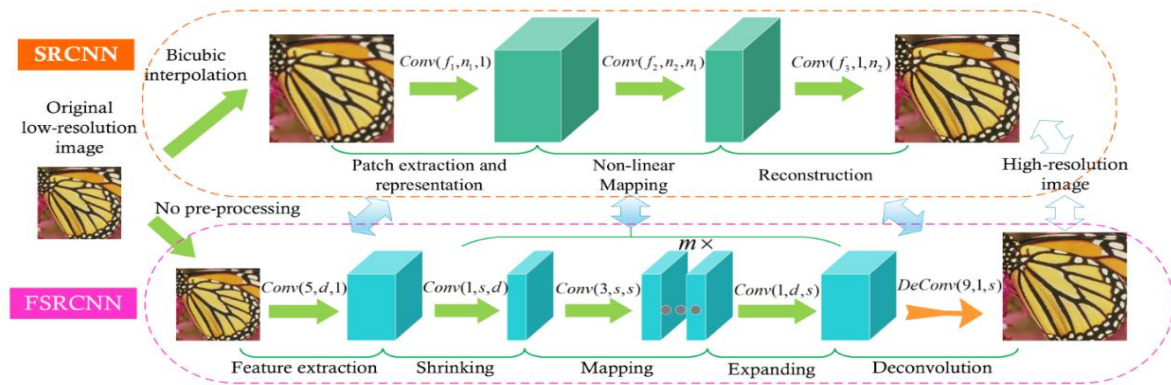 SRCNN
Bicubic
interpolation
Original
low-resolution
image
Conv(f₁,n₁,1)
Conv(f₂,n₂,n₁)
Conv(f₃,1,n₂)
Patch extraction and
representation
Non-linear
Mapping
Reconstruction
High-resolution
image
No pre-processing
m×
FSRCNN
Conv(5,d,1)
Conv(1,s,d)
Conv(3,s,s)
Conv(1,d,s)
DeConv(9,1,s)
Feature extraction
Shrinking
Mapping
Expanding
Deconvolution